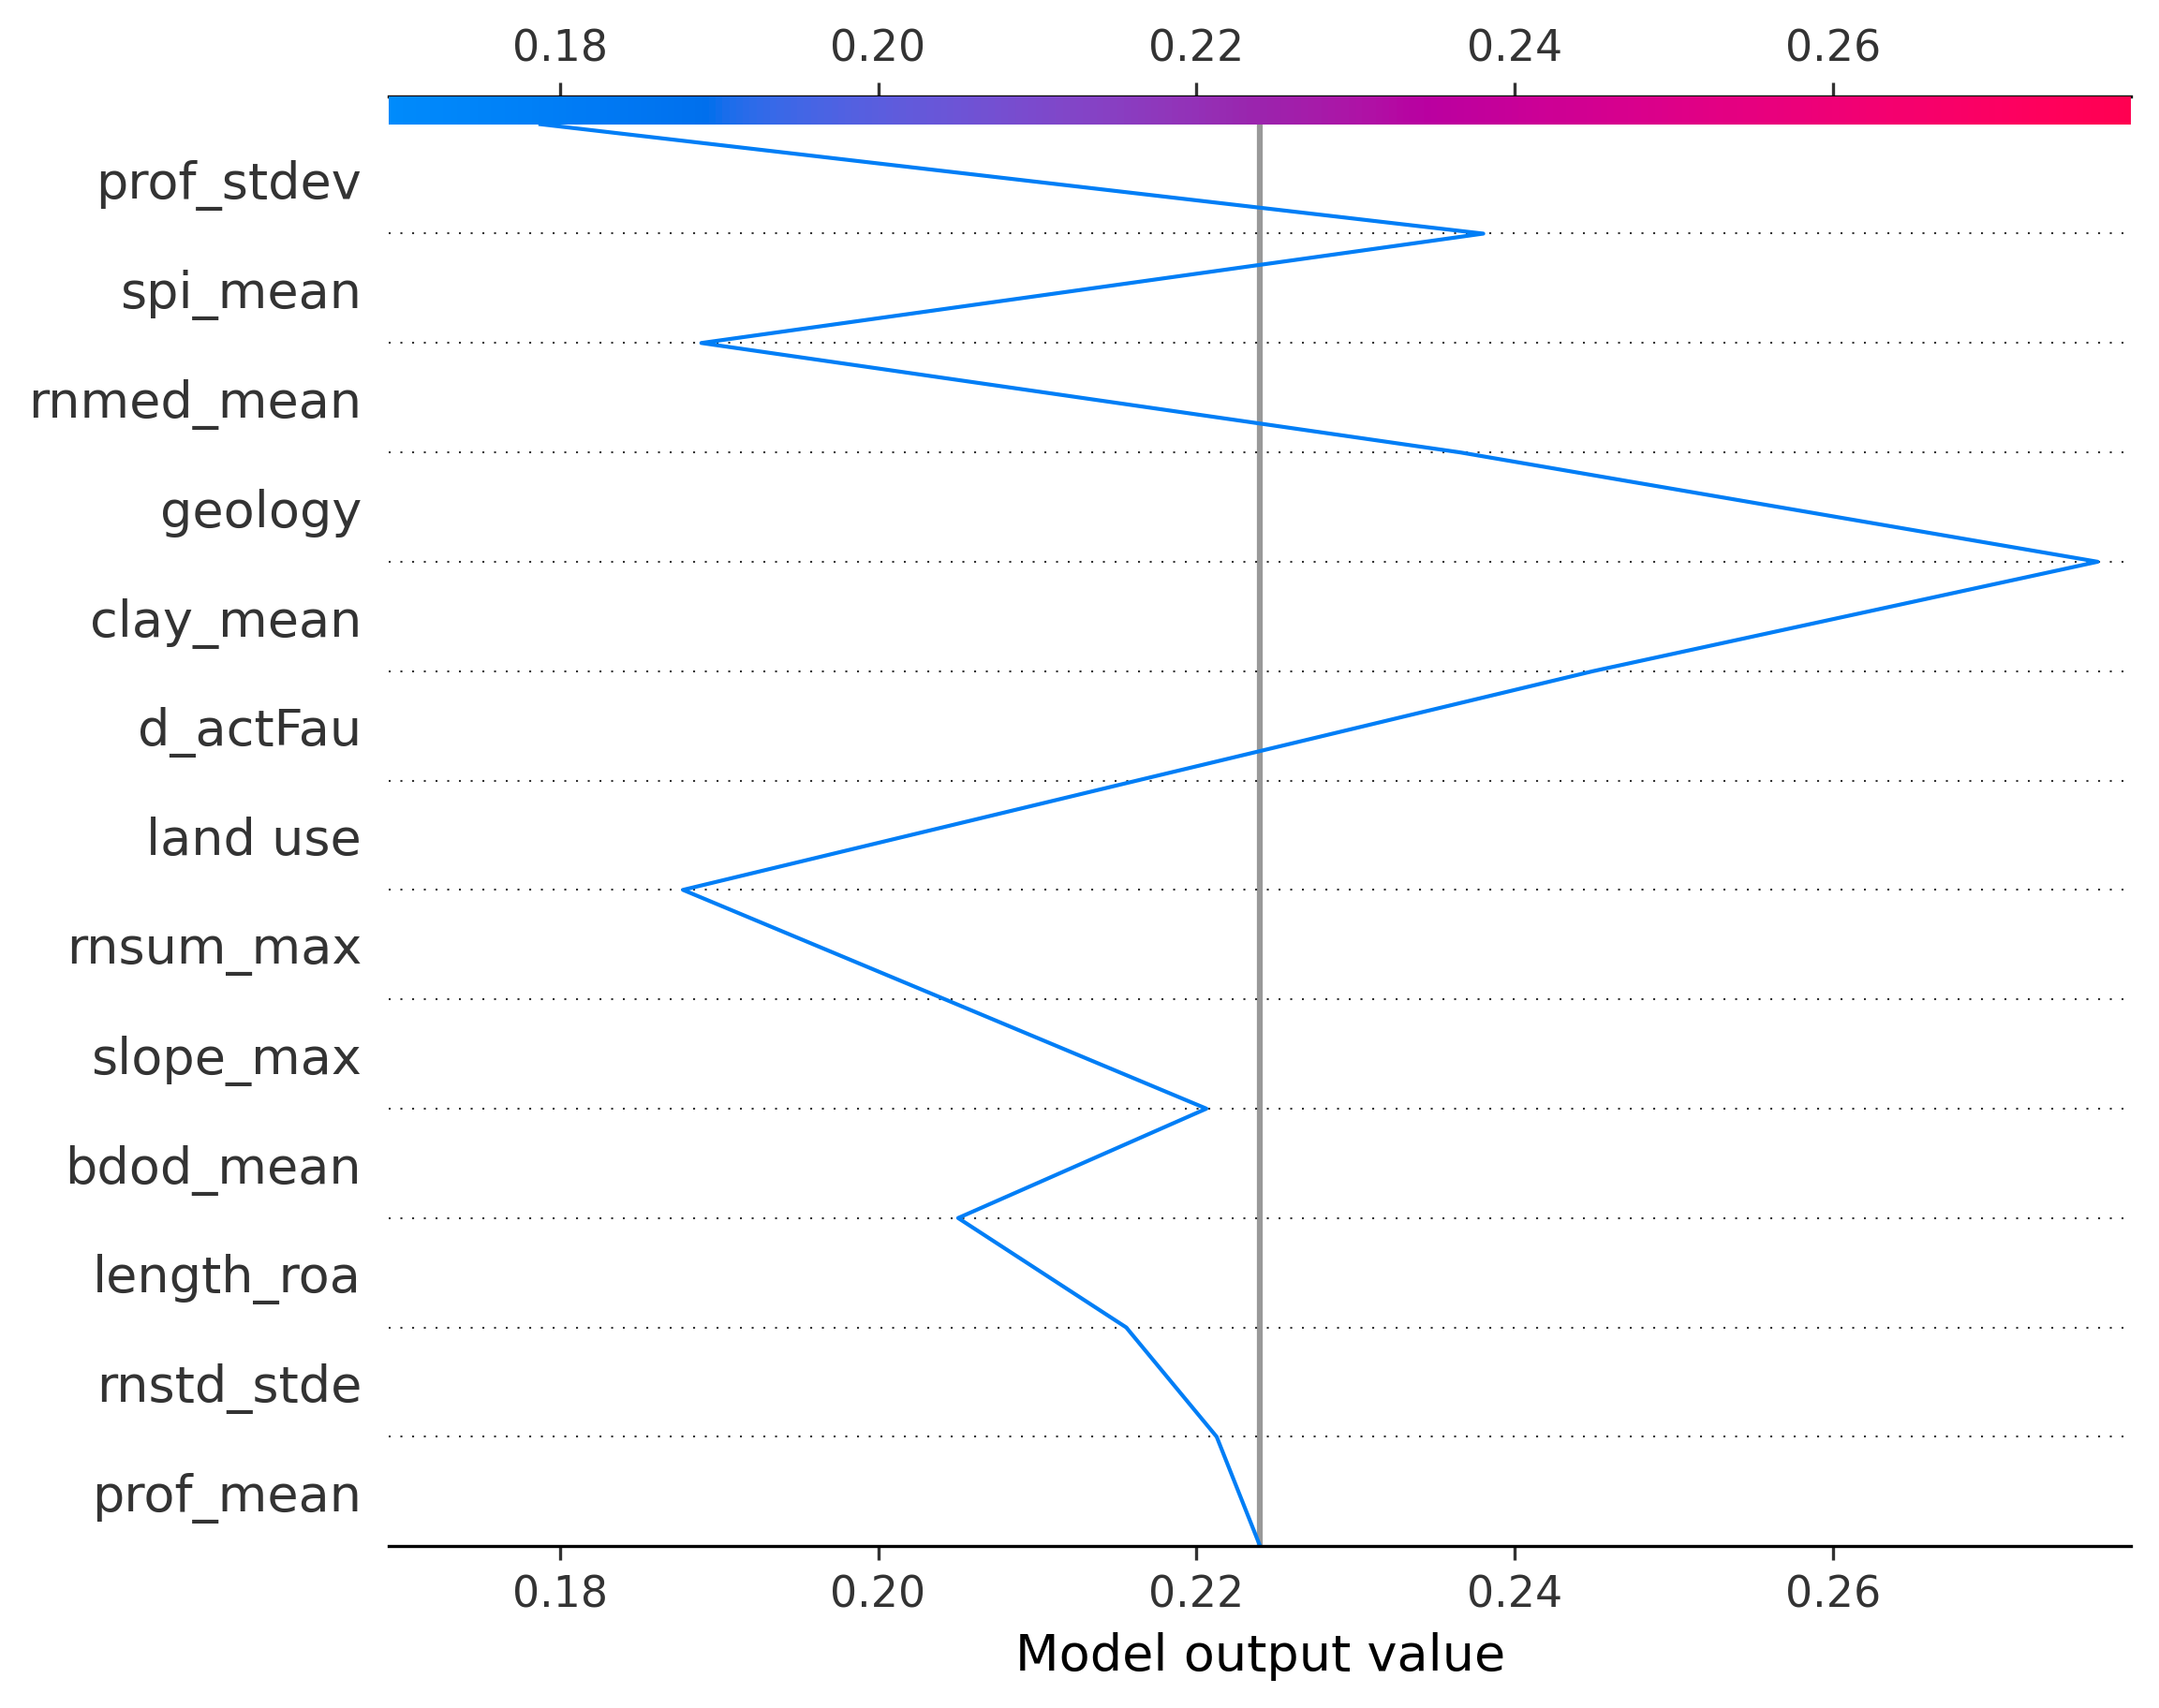 0.18 0.20 0.22 0.24 0.26
prof_stdev
spi_mean
rnmed_mean
geology
clay_mean
d_actFau
land use
rnsum_max
slope_max
bdod_mean
length_roa
rnstd_stde
prof_mean
0.18 0.20 0.22 0.24 0.26
Model output value